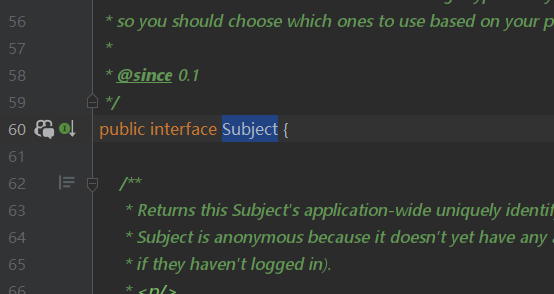 56 * so you should choose which ones to use based on your p
57 *
58 * @since 0.1
59 */
60 public interface Subject {
61
62 /**
63 * Returns this Subject's application-wide uniquely identif
64 * Subject is anonymous because it doesn't yet have any a
65 * if they haven't logged in).
66 * <p/>